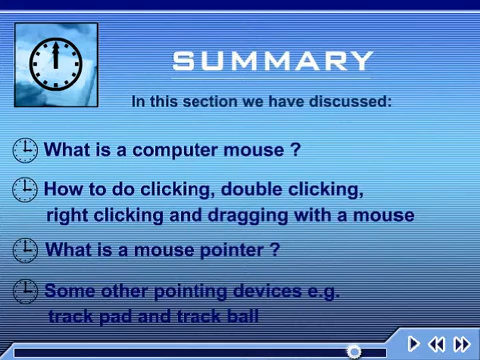 SUMMARY
In this section we have discussed:
What is a computer mouse ?
How to do clicking, double clicking,
right clicking and dragging with a mouse
What is a mouse pointer ?
Some other pointing devices e.g.
track pad and track ball